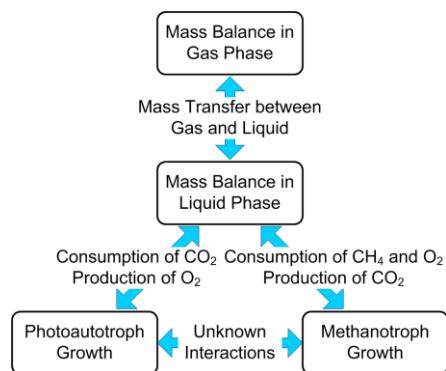 Mass Balance in
Gas Phase
Mass Transfer between
Gas and Liquid
Mass Balance in
Liquid Phase
Consumption of CO₂
Production of O₂
Consumption of CH₄ and O₂
Production of CO₂
Photoautotroph
Growth
Unknown
Interactions
Methanotroph
Growth